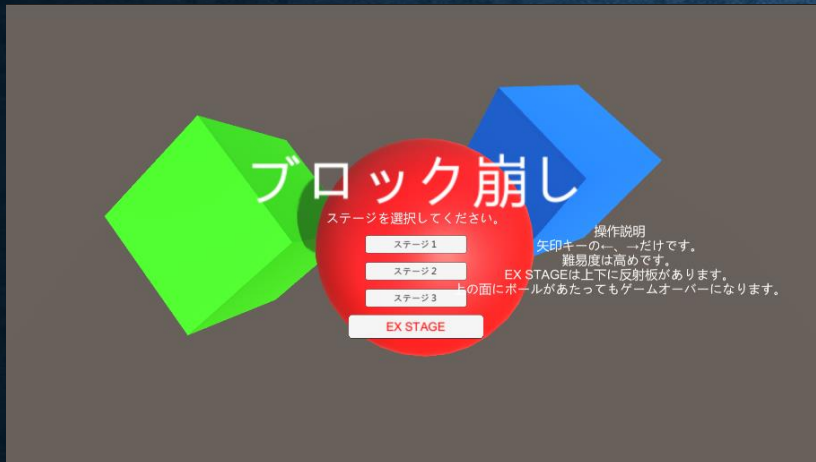 ブロック崩し
ステージを選択してください。
ステージ1
ステージ2
ステージ3
EX STAGE
操作説明
矢印キーの←、→だけです。
難易度は高めです。
EX STAGEは上下に反射板があります。
上の面にボールがあたってもゲームオーバーになります。